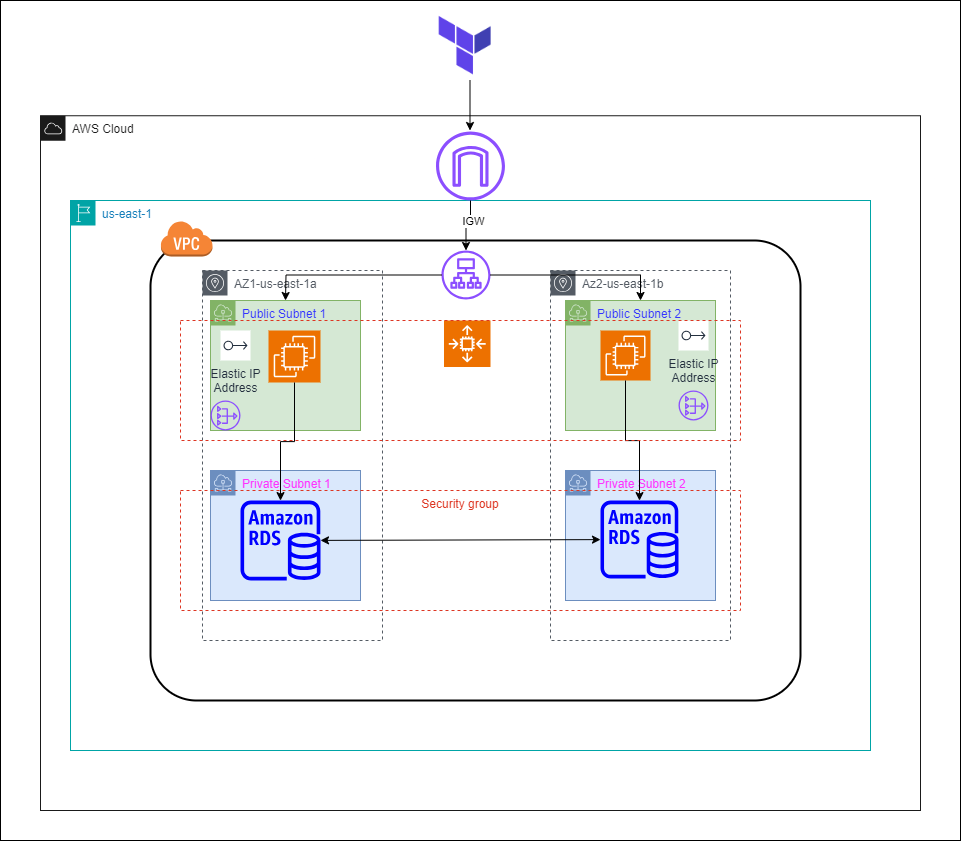 AWS Cloud
IGW
us-east-1
VPC
AZ1-us-east-1a
Az2-us-east-1b
Public Subnet 1
Public Subnet 2
Elastic IP
Address
Elastic IP
Address
Private Subnet 1
Private Subnet 2
Security group
Amazon
RDS
Amazon
RDS